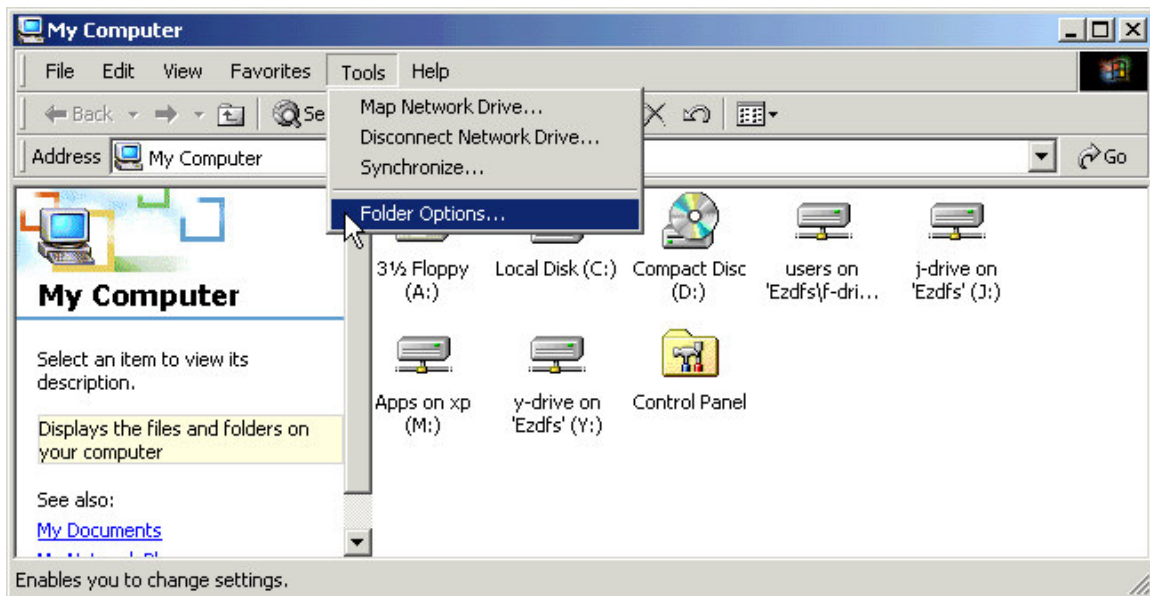 My Computer
File Edit View Favorites Tools Help
Back Se
Map Network Drive...
Disconnect Network Drive...
Synchronize...
Folder Options...
Address My Computer Go
My Computer
Select an item to view its
description.
Displays the files and folders on
your computer
See also:
My Documents
3½ Floppy
(A:)
Local Disk (C:)
Compact Disc
(D:)
users on
'Ezdfs\f-dri...
j-drive on
'Ezdfs' (J:)
Apps on xp
(M:)
y-drive on
'Ezdfs' (Y:)
Control Panel
Enables you to change settings.